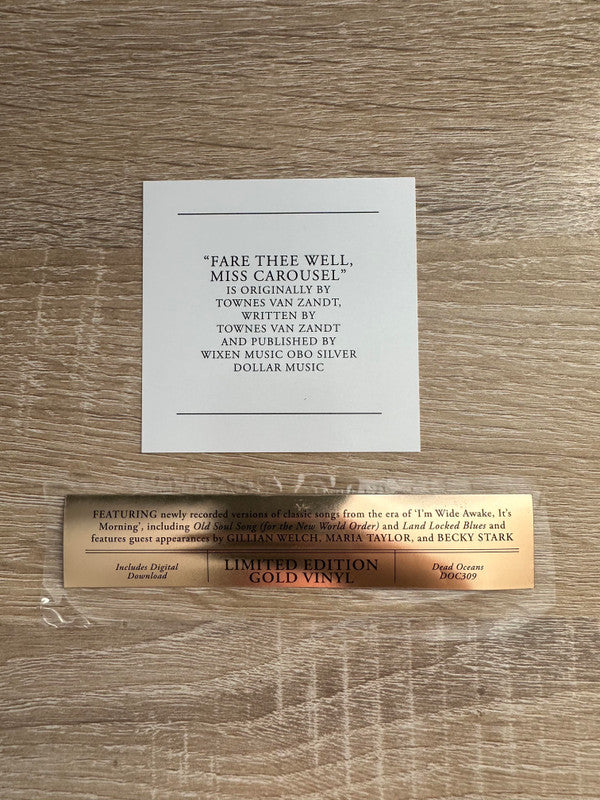 “FARE THEE WELL,
MISS CAROUSEL”
IS ORIGINALLY BY
TOWNES VAN ZANDT,
WRITTEN BY
TOWNES VAN ZANDT
AND PUBLISHED BY
WIXEN MUSIC OBO SILVER
DOLLAR MUSIC
FEATURING newly recorded versions of classic songs from the era of ‘I’m Wide Awake, It’s
Morning’, including Old Soul Song (for the New World Order) and Land Locked Blues and
features guest appearances by GILLIAN WELCH, MARIA TAYLOR, and BECKY STARK
Includes Digital
Download
LIMITED EDITION
GOLD VINYL
Dead Oceans
DOC309